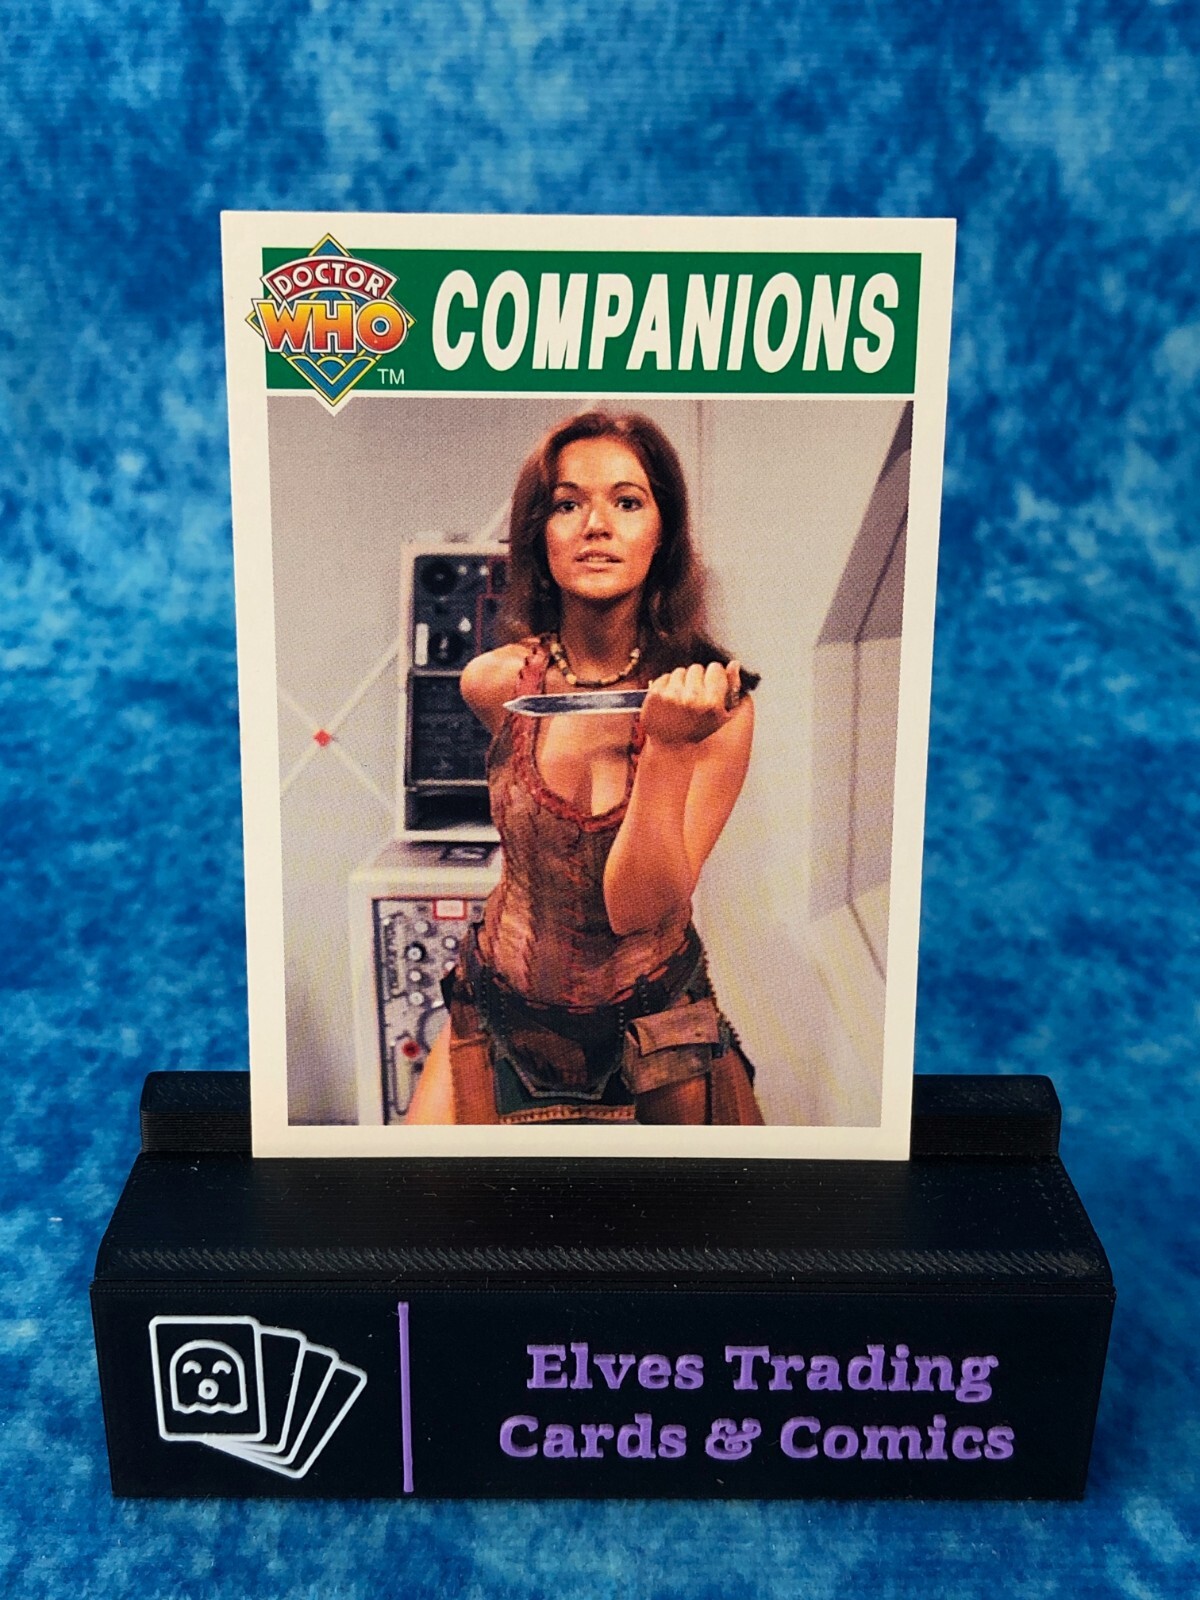 DOCTOR
WHO
TM
COMPANIONS
Elves Trading
Cards & Comics